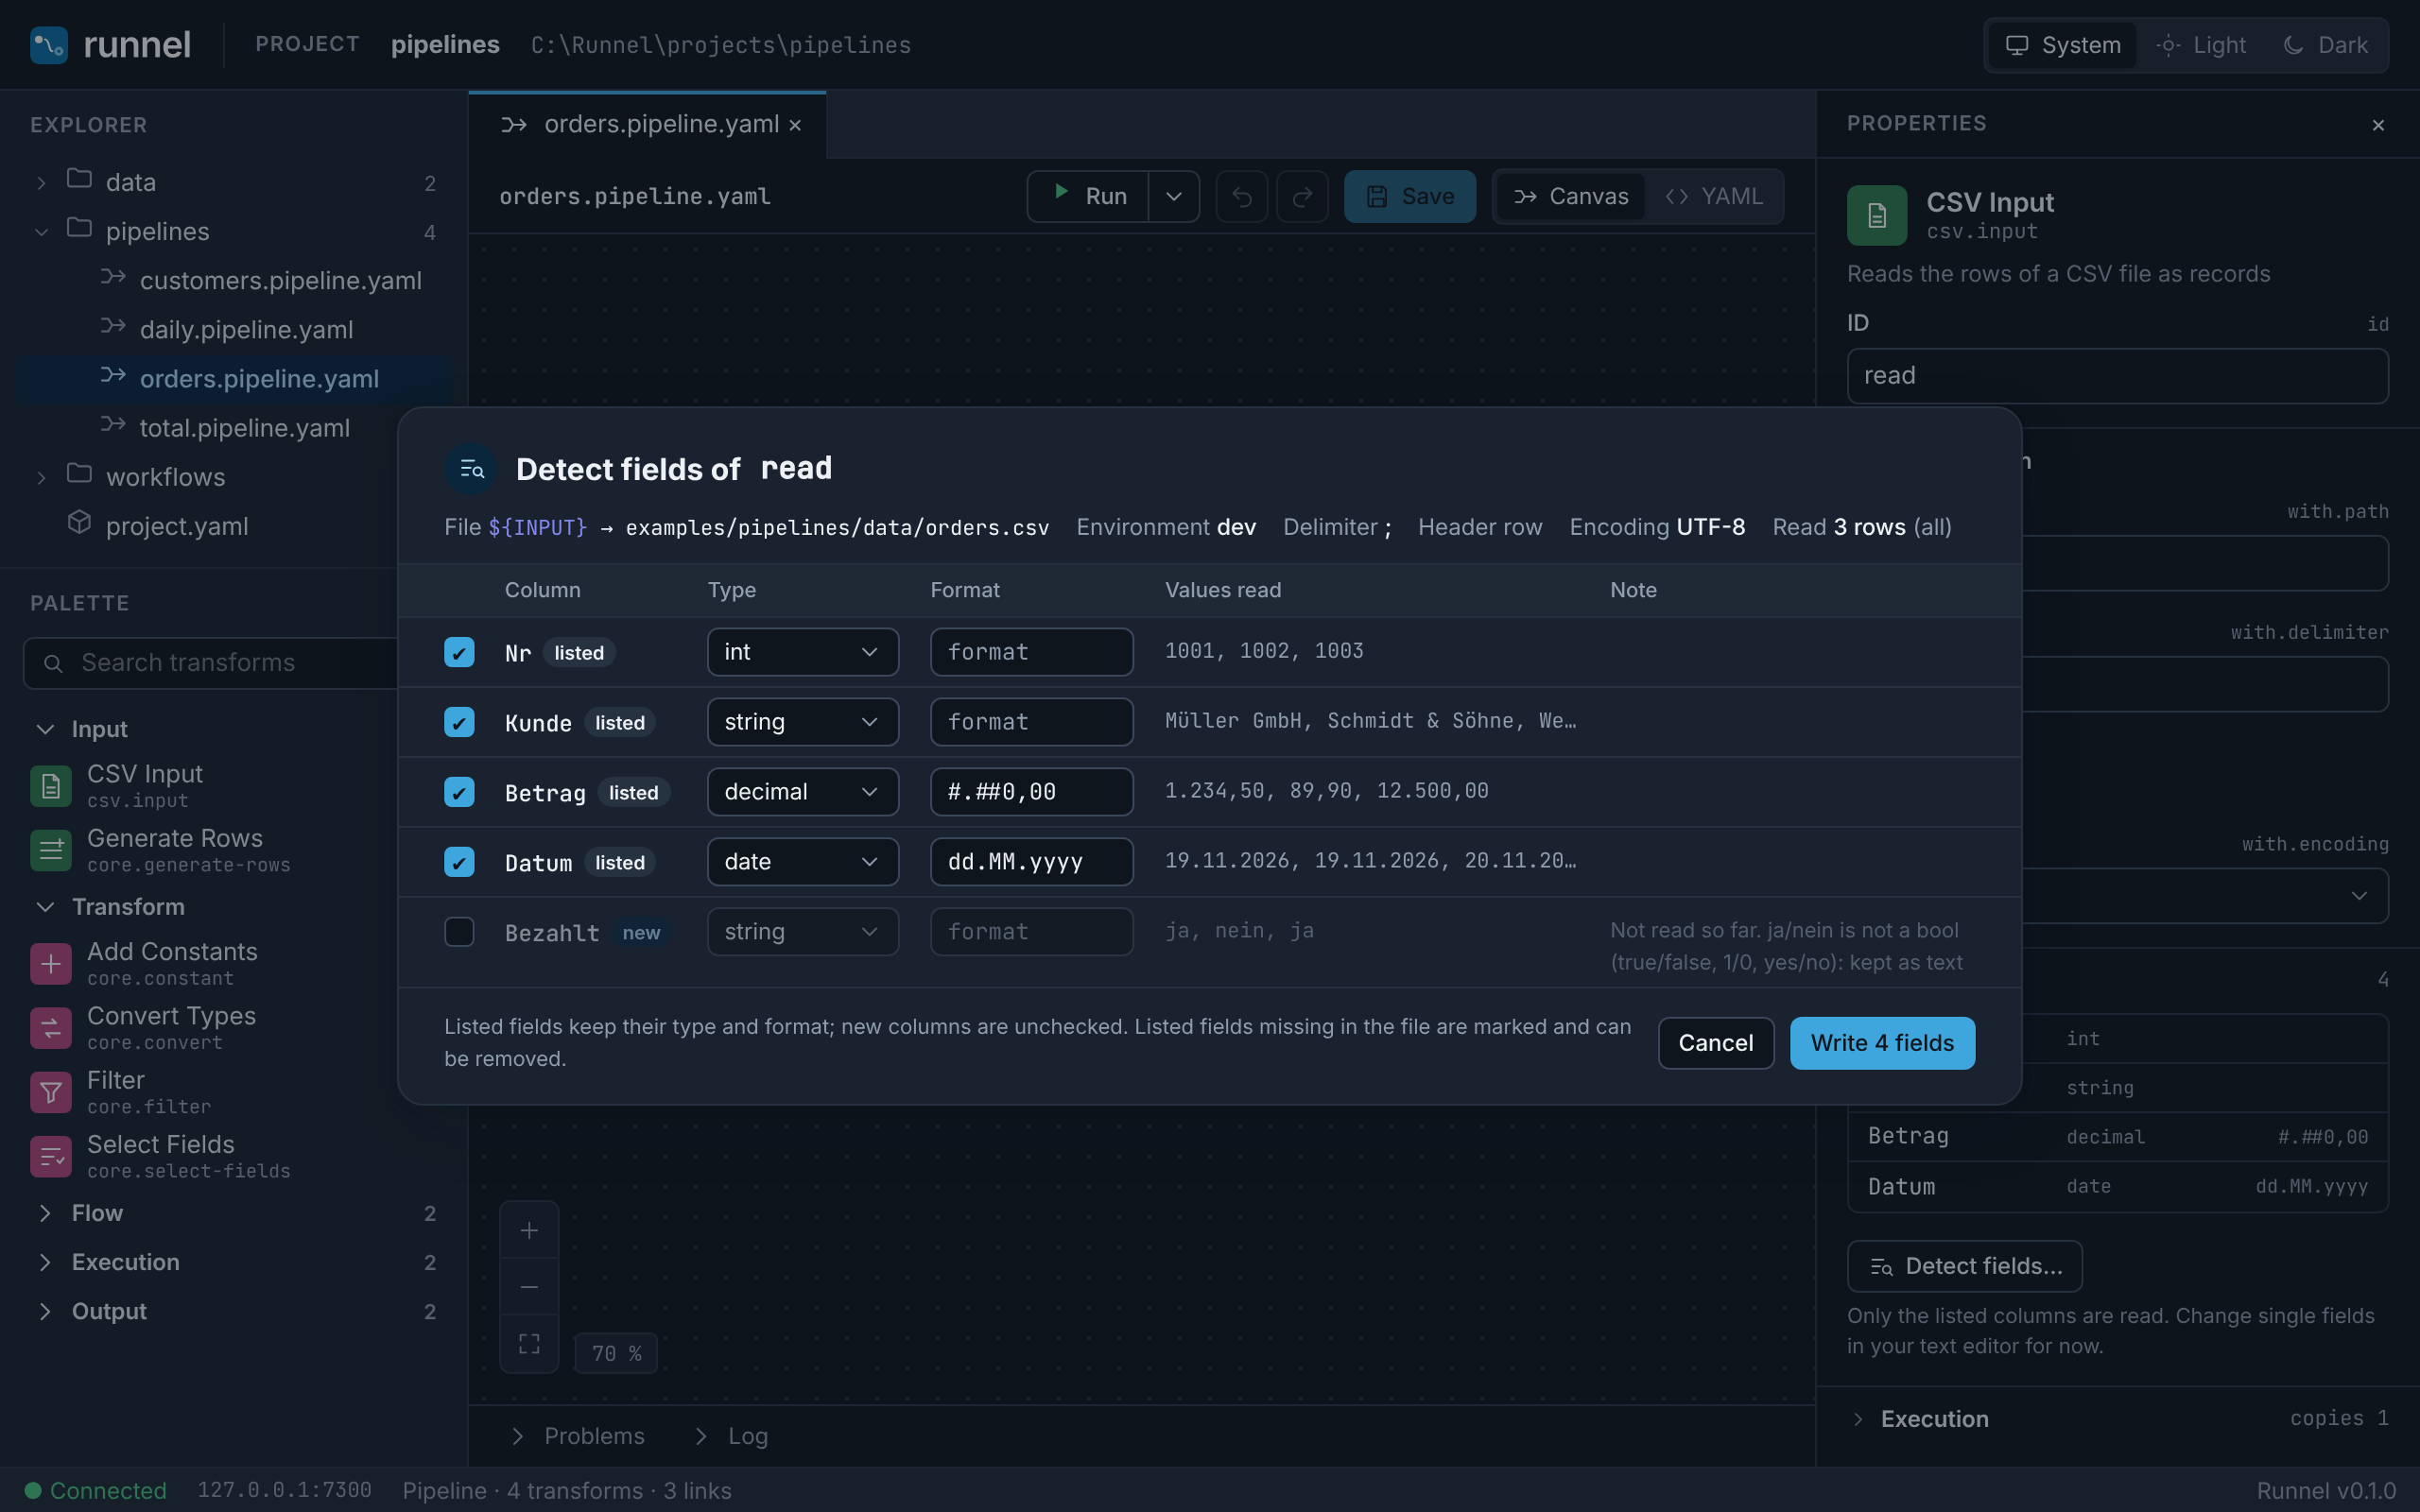 runnel PROJECT pipelines C:\Runnel\projects\pipelines System Light Dark
EXPLORER
data 2
pipelines 4
customers.pipeline.yaml
daily.pipeline.yaml
orders.pipeline.yaml
total.pipeline.yaml
workflows
project.yaml
PALETTE
Search transforms
Input
CSV Input
csv.input
Generate Rows
core.generate-rows
Transform
Add Constants
core.constant
Convert Types
core.convert
Filter
core.filter
Select Fields
core.select-fields
Flow 2
Execution 2
Output 2
orders.pipeline.yaml ×
orders.pipeline.yaml Run Save Canvas YAML
Detect fields of read
File ${INPUT} → examples/pipelines/data/orders.csv Environment dev Delimiter ; Header row Encoding UTF-8 Read 3 rows (all)
Column Type Format Values read Note
Nr listed int format 1001, 1002, 1003
Kunde listed string format Müller GmbH, Schmidt & Söhne, We…
Betrag listed decimal #.##0,00 1.234,50, 89,90, 12.500,00
Datum listed date dd.MM.yyyy 19.11.2026, 19.11.2026, 20.11.20…
Bezahlt new string format ja, nein, ja Not read so far. ja/nein is not a bool
(true/false, 1/0, yes/no): kept as text
Listed fields keep their type and format; new columns are unchecked. Listed fields missing in the file are marked and can
be removed.
Cancel Write 4 fields
70 %
Problems Log
PROPERTIES ×
CSV Input
csv.input
Reads the rows of a CSV file as records
ID id
read
with.path
with.delimiter
with.encoding
4
int
string
Betrag decimal #.##0,00
Datum date dd.MM.yyyy
Detect fields…
Only the listed columns are read. Change single fields
in your text editor for now.
Execution copies 1
Connected 127.0.0.1:7300 Pipeline · 4 transforms · 3 links Runnel v0.1.0